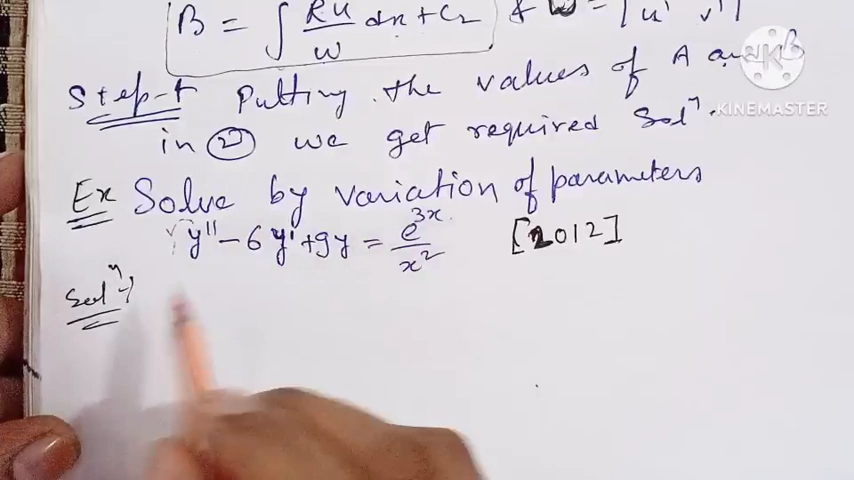 B = ∫ Ru/w dx + c₂ & w = |u' v'|
Step-4 Putting the values of A and B
KINEMASTER
in ② we get required Solⁿ.
Ex Solve by variation of parameters
y'' - 6y' + 9y = e^{3x}/x² [2012]
Solⁿ